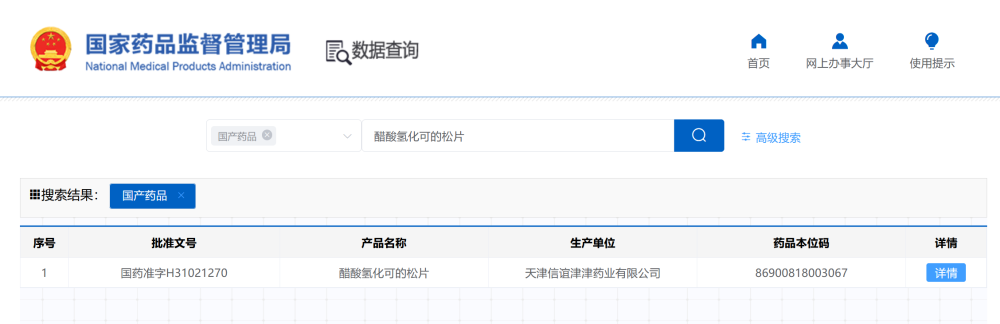 国家药品监督管理局
National Medical Products Administration
数据查询
首页
网上办事大厅
使用提示
国产药品
醋酸氢化可的松片
高级搜索
搜索结果：
国产药品 ×
序号 批准文号 产品名称 生产单位 药品本位码 详情
1 国药准字H31021270 醋酸氢化可的松片 天津信谊津津药业有限公司 86900818003067 详情